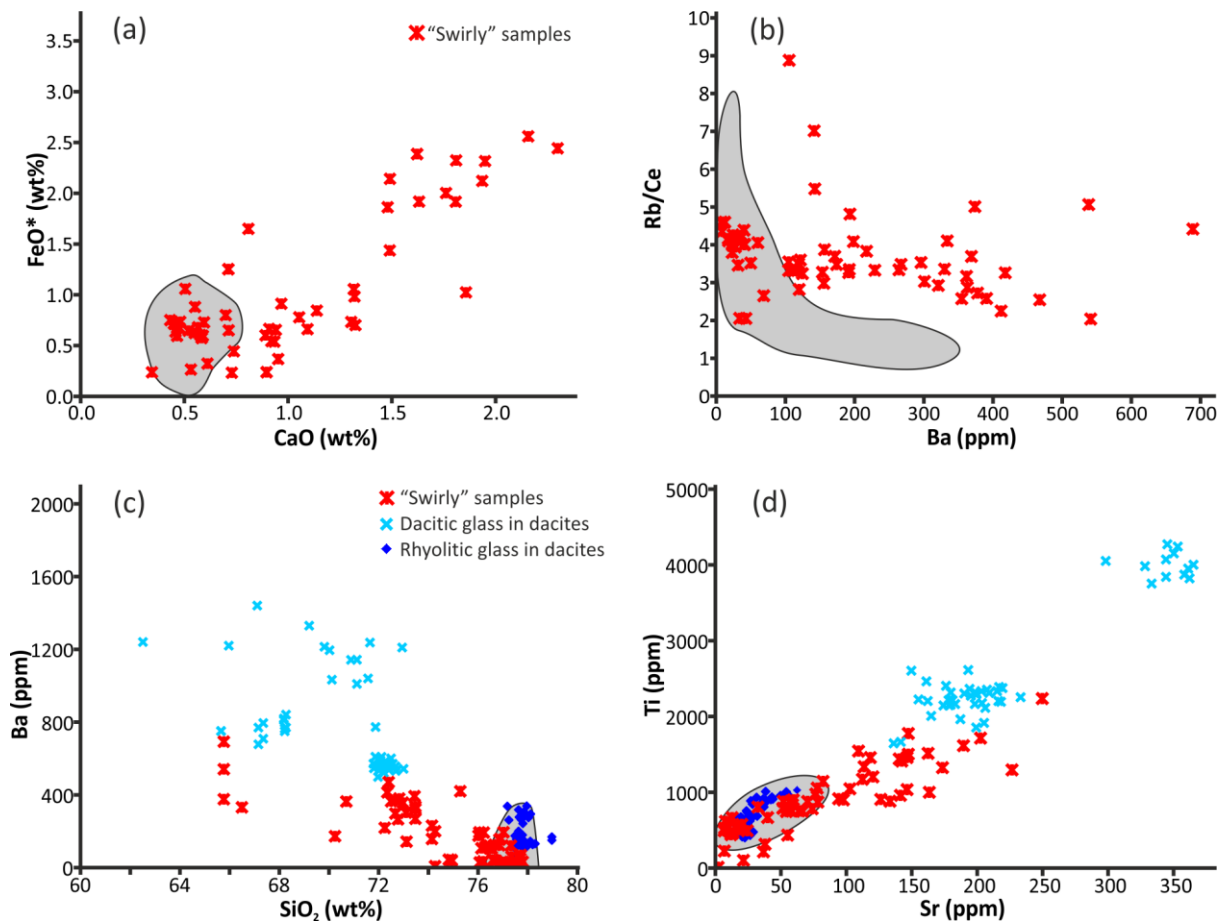 (a)
"Swirly" samples
FeO* (wt%)
3.5
3.0
2.5
2.0
1.5
1.0
0.5
0.0
0.0 0.5 1.0 1.5 2.0
CaO (wt%)
(b)
Rb/Ce
10
9
8
7
6
5
4
3
2
1
0
0 100 200 300 400 500 600 700
Ba (ppm)
(c)
"Swirly" samples
Dacitic glass in dacites
Rhyolitic glass in dacites
Ba (ppm)
2000
1600
1200
800
400
0
60 64 68 72 76 80
SiO₂ (wt%)
(d)
Ti (ppm)
5000
4000
3000
2000
1000
0
0 50 100 150 200 250 300 350
Sr (ppm)